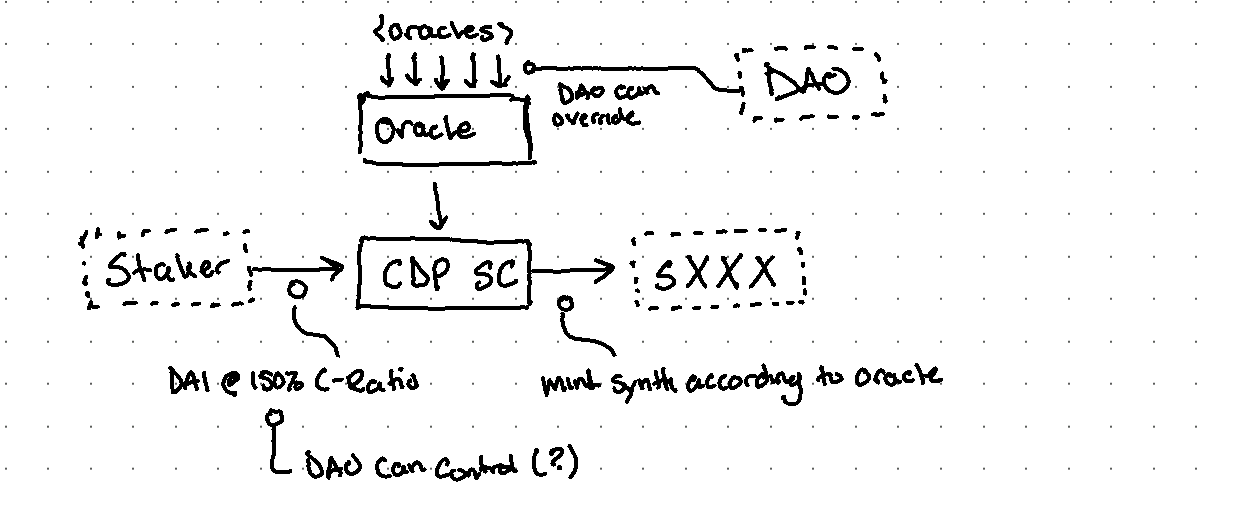 <oracles>
DAO
DAO can
override
Oracle
Staker
CDP SC
sXXX
DAI @ 150% C-Ratio
mint synth according to oracle
DAO can control (?)